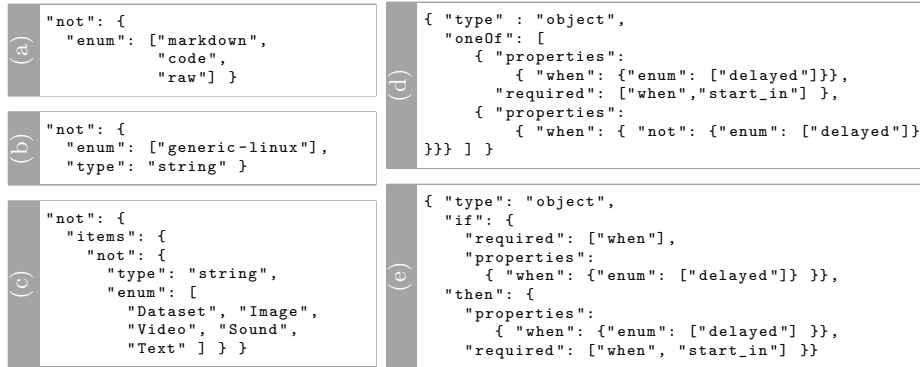 (a)
"not": {
  "enum": ["markdown",
           "code",
           "raw"] }
(b)
"not": {
  "enum": ["generic-linux"],
  "type": "string" }
(c)
"not": {
  "items": {
    "not": {
      "type": "string",
      "enum": [
        "Dataset", "Image",
        "Video", "Sound",
        "Text" ] } }
(d)
{ "type" : "object",
  "oneOf": [
     { "properties":
         { "when": {"enum": ["delayed"]}},
       "required": ["when","start_in"] },
     { "properties":
         { "when": { "not": {"enum": ["delayed"]}
}}} ] }
(e)
{ "type": "object",
  "if": {
    "required": ["when"],
    "properties":
      { "when": {"enum": ["delayed"]} }},
  "then": {
    "properties":
       { "when": {"enum": ["delayed"] }},
    "required": ["when", "start_in"] }}